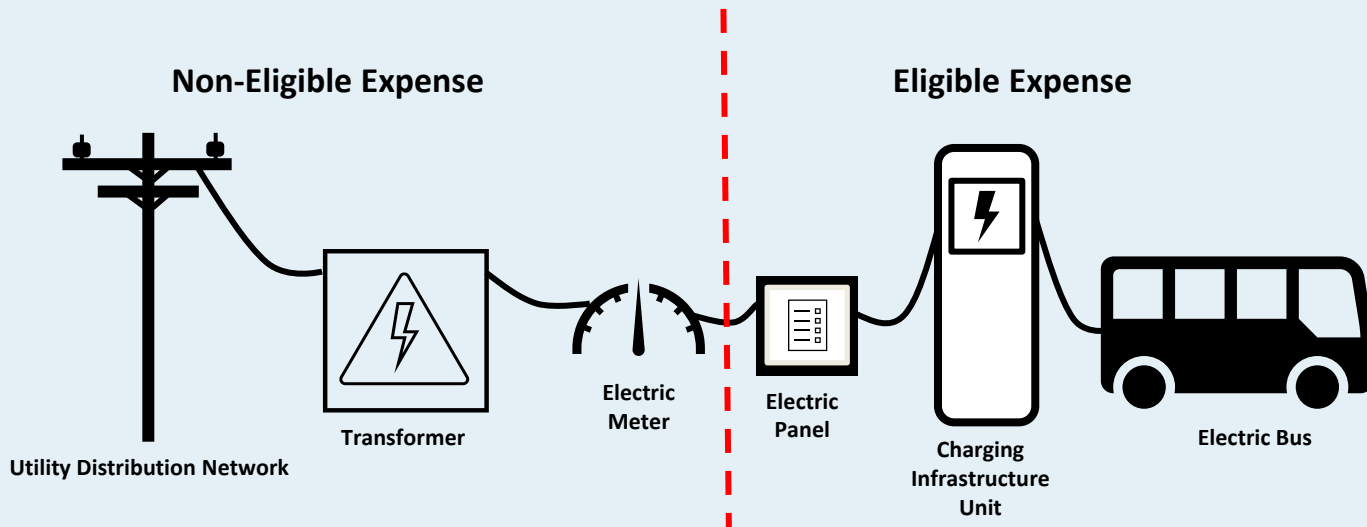 Non-Eligible Expense
Eligible Expense
Utility Distribution Network
Transformer
Electric
Meter
Electric
Panel
Charging
Infrastructure
Unit
Electric Bus